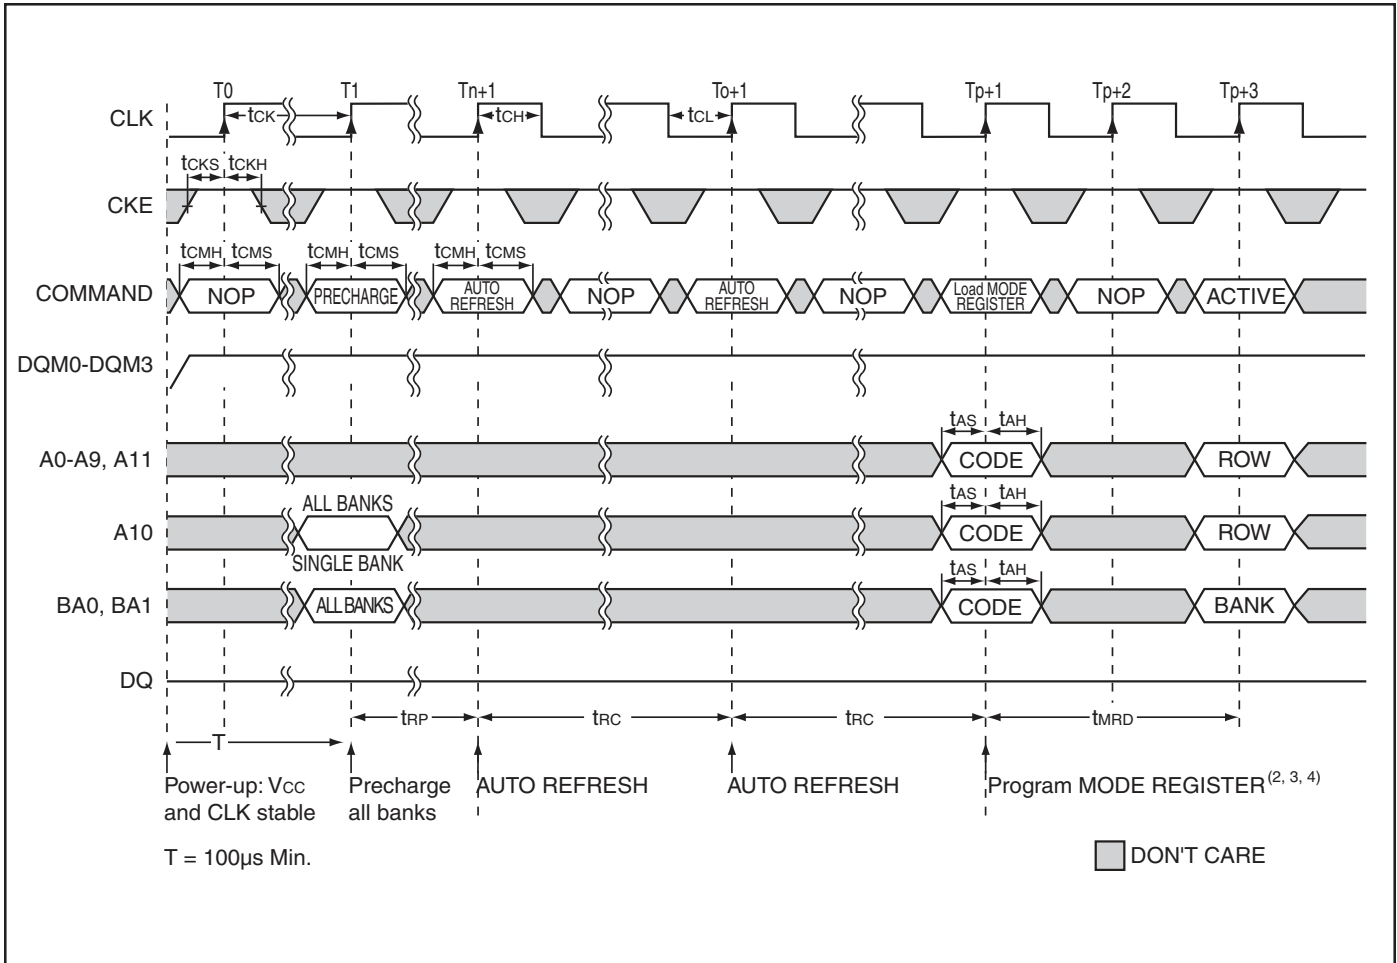 T0 T1 Tn+1 To+1 Tp+1 Tp+2 Tp+3
CLK tCK tCH tCL
tCKS tCKH
CKE
tCMH tCMS tCMH tCMS tCMH tCMS
COMMAND NOP PRECHARGE AUTO REFRESH NOP AUTO REFRESH NOP Load MODE REGISTER NOP ACTIVE
DQM0-DQM3
tAS tAH
A0-A9, A11 CODE ROW
ALL BANKS tAS tAH
A10 CODE ROW
SINGLE BANK tAS tAH
BA0, BA1 ALL BANKS CODE BANK
DQ
tRP tRC tRC tMRD
T
Power-up: VCC Precharge AUTO REFRESH AUTO REFRESH Program MODE REGISTER(2, 3, 4)
and CLK stable all banks
T = 100µs Min. DON'T CARE